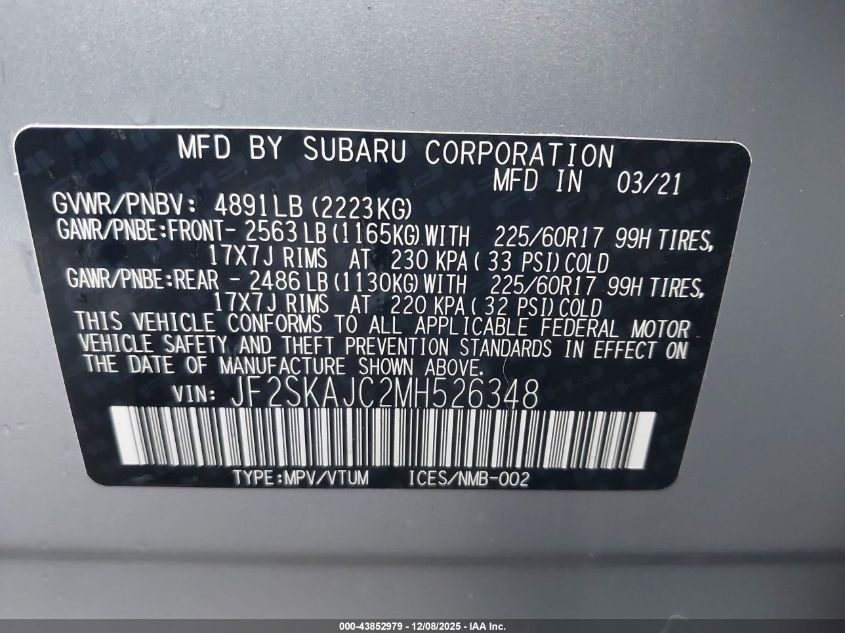 MFD BY SUBARU CORPORATION
MFD IN 03/21
GVWR/PNBV: 4891LB (2223KG)
GAWR/PNBE:FRONT- 2563 LB (1165KG) WITH 225/60R17 99H TIRES,
17X7J RIMS AT 230 KPA ( 33 PSI) COLD
GAWR/PNBE:REAR - 2486 LB (1130KG) WITH 225/60R17 99H TIRES,
17X7J RIMS AT 220 KPA ( 32 PSI) COLD
THIS VEHICLE CONFORMS TO ALL APPLICABLE FEDERAL MOTOR
VEHICLE SAFETY AND THEFT PREVENTION STANDARDS IN EFFECT ON
THE DATE OF MANUFACTURE SHOWN ABOVE.
VIN: JF2SKAJC2MH526348
TYPE:MPV/VTUM ICES/NMB-002
000-43852979 - 12/08/2025 - IAA Inc.